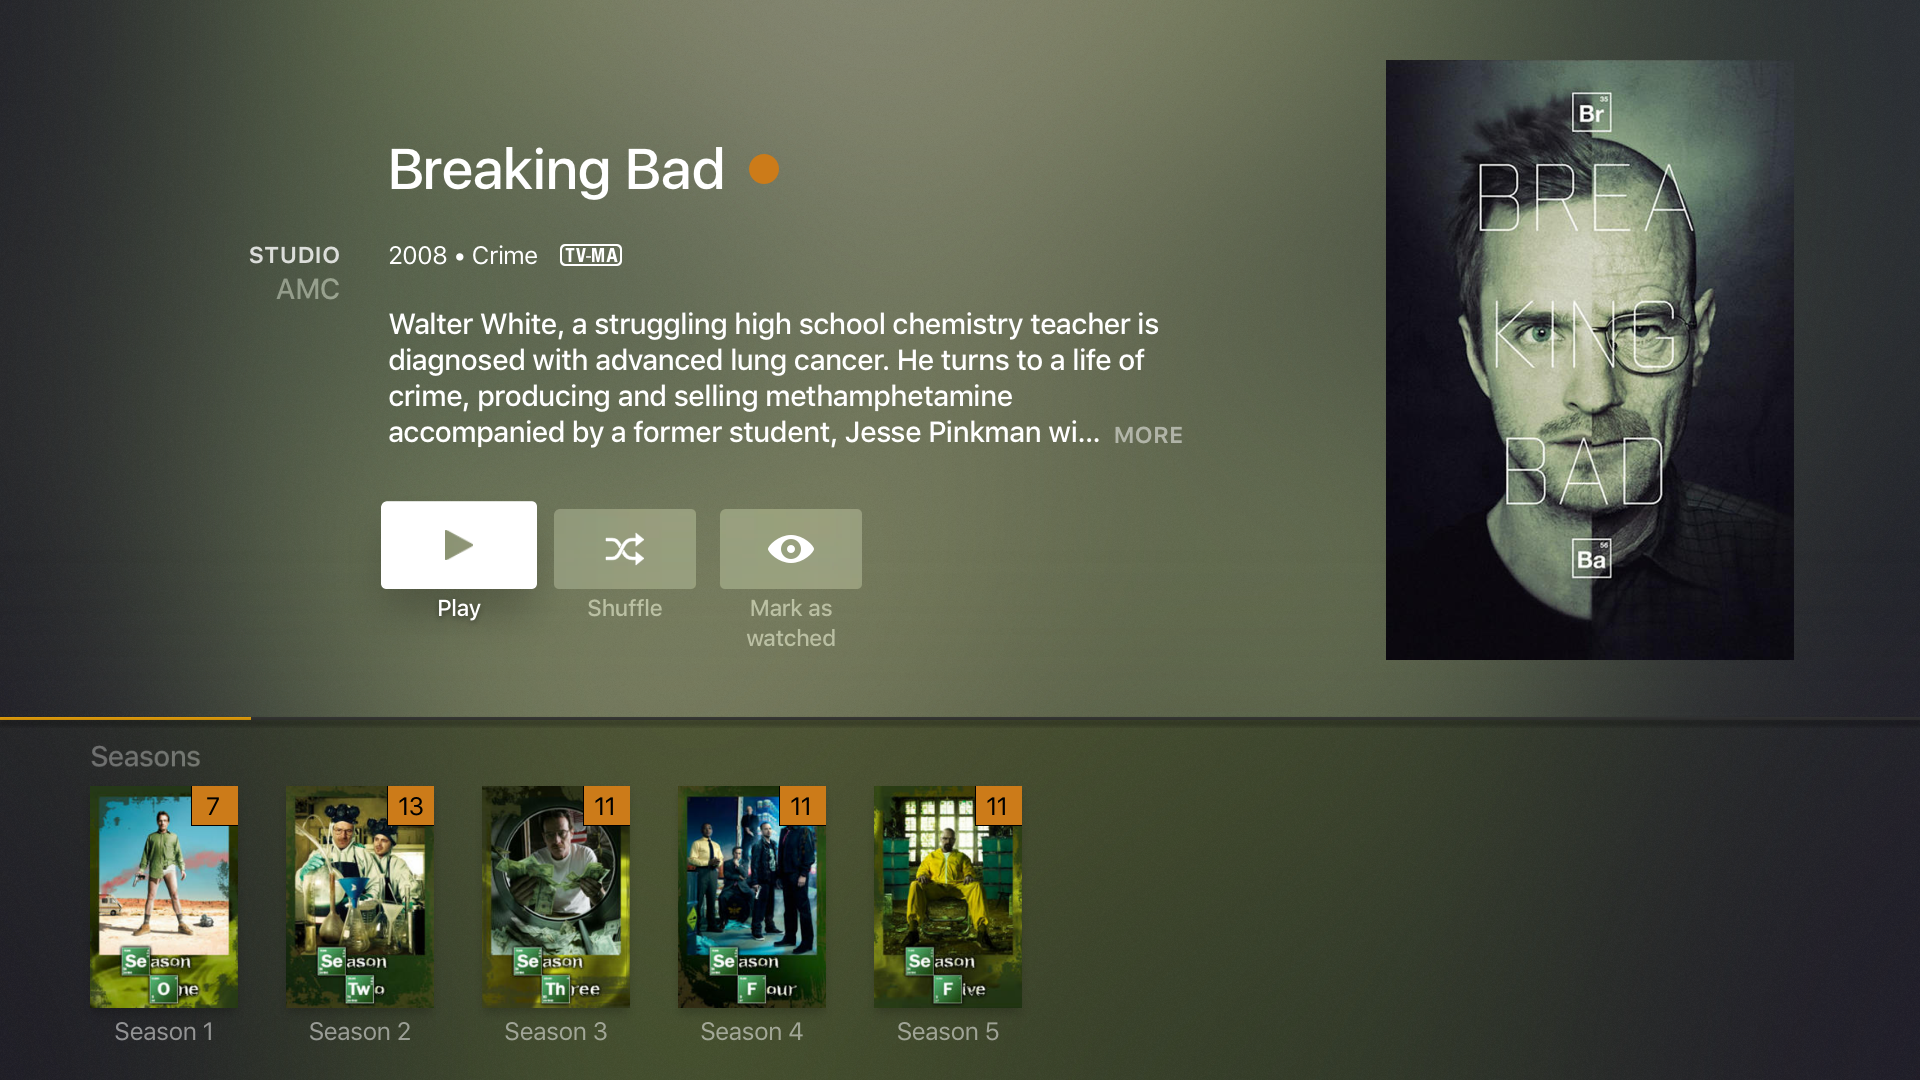 Breaking Bad
STUDIO
AMC
2008 • Crime TV-MA
Walter White, a struggling high school chemistry teacher is
diagnosed with advanced lung cancer. He turns to a life of
crime, producing and selling methamphetamine
accompanied by a former student, Jesse Pinkman wi... MORE
Play
Shuffle
Mark as
watched
35
Br
BREA
KING
BAD
56
Ba
Seasons
7
13
11
11
11
Season
One
Season
Two
Season
Three
Season
Four
Season
Five
Season 1
Season 2
Season 3
Season 4
Season 5